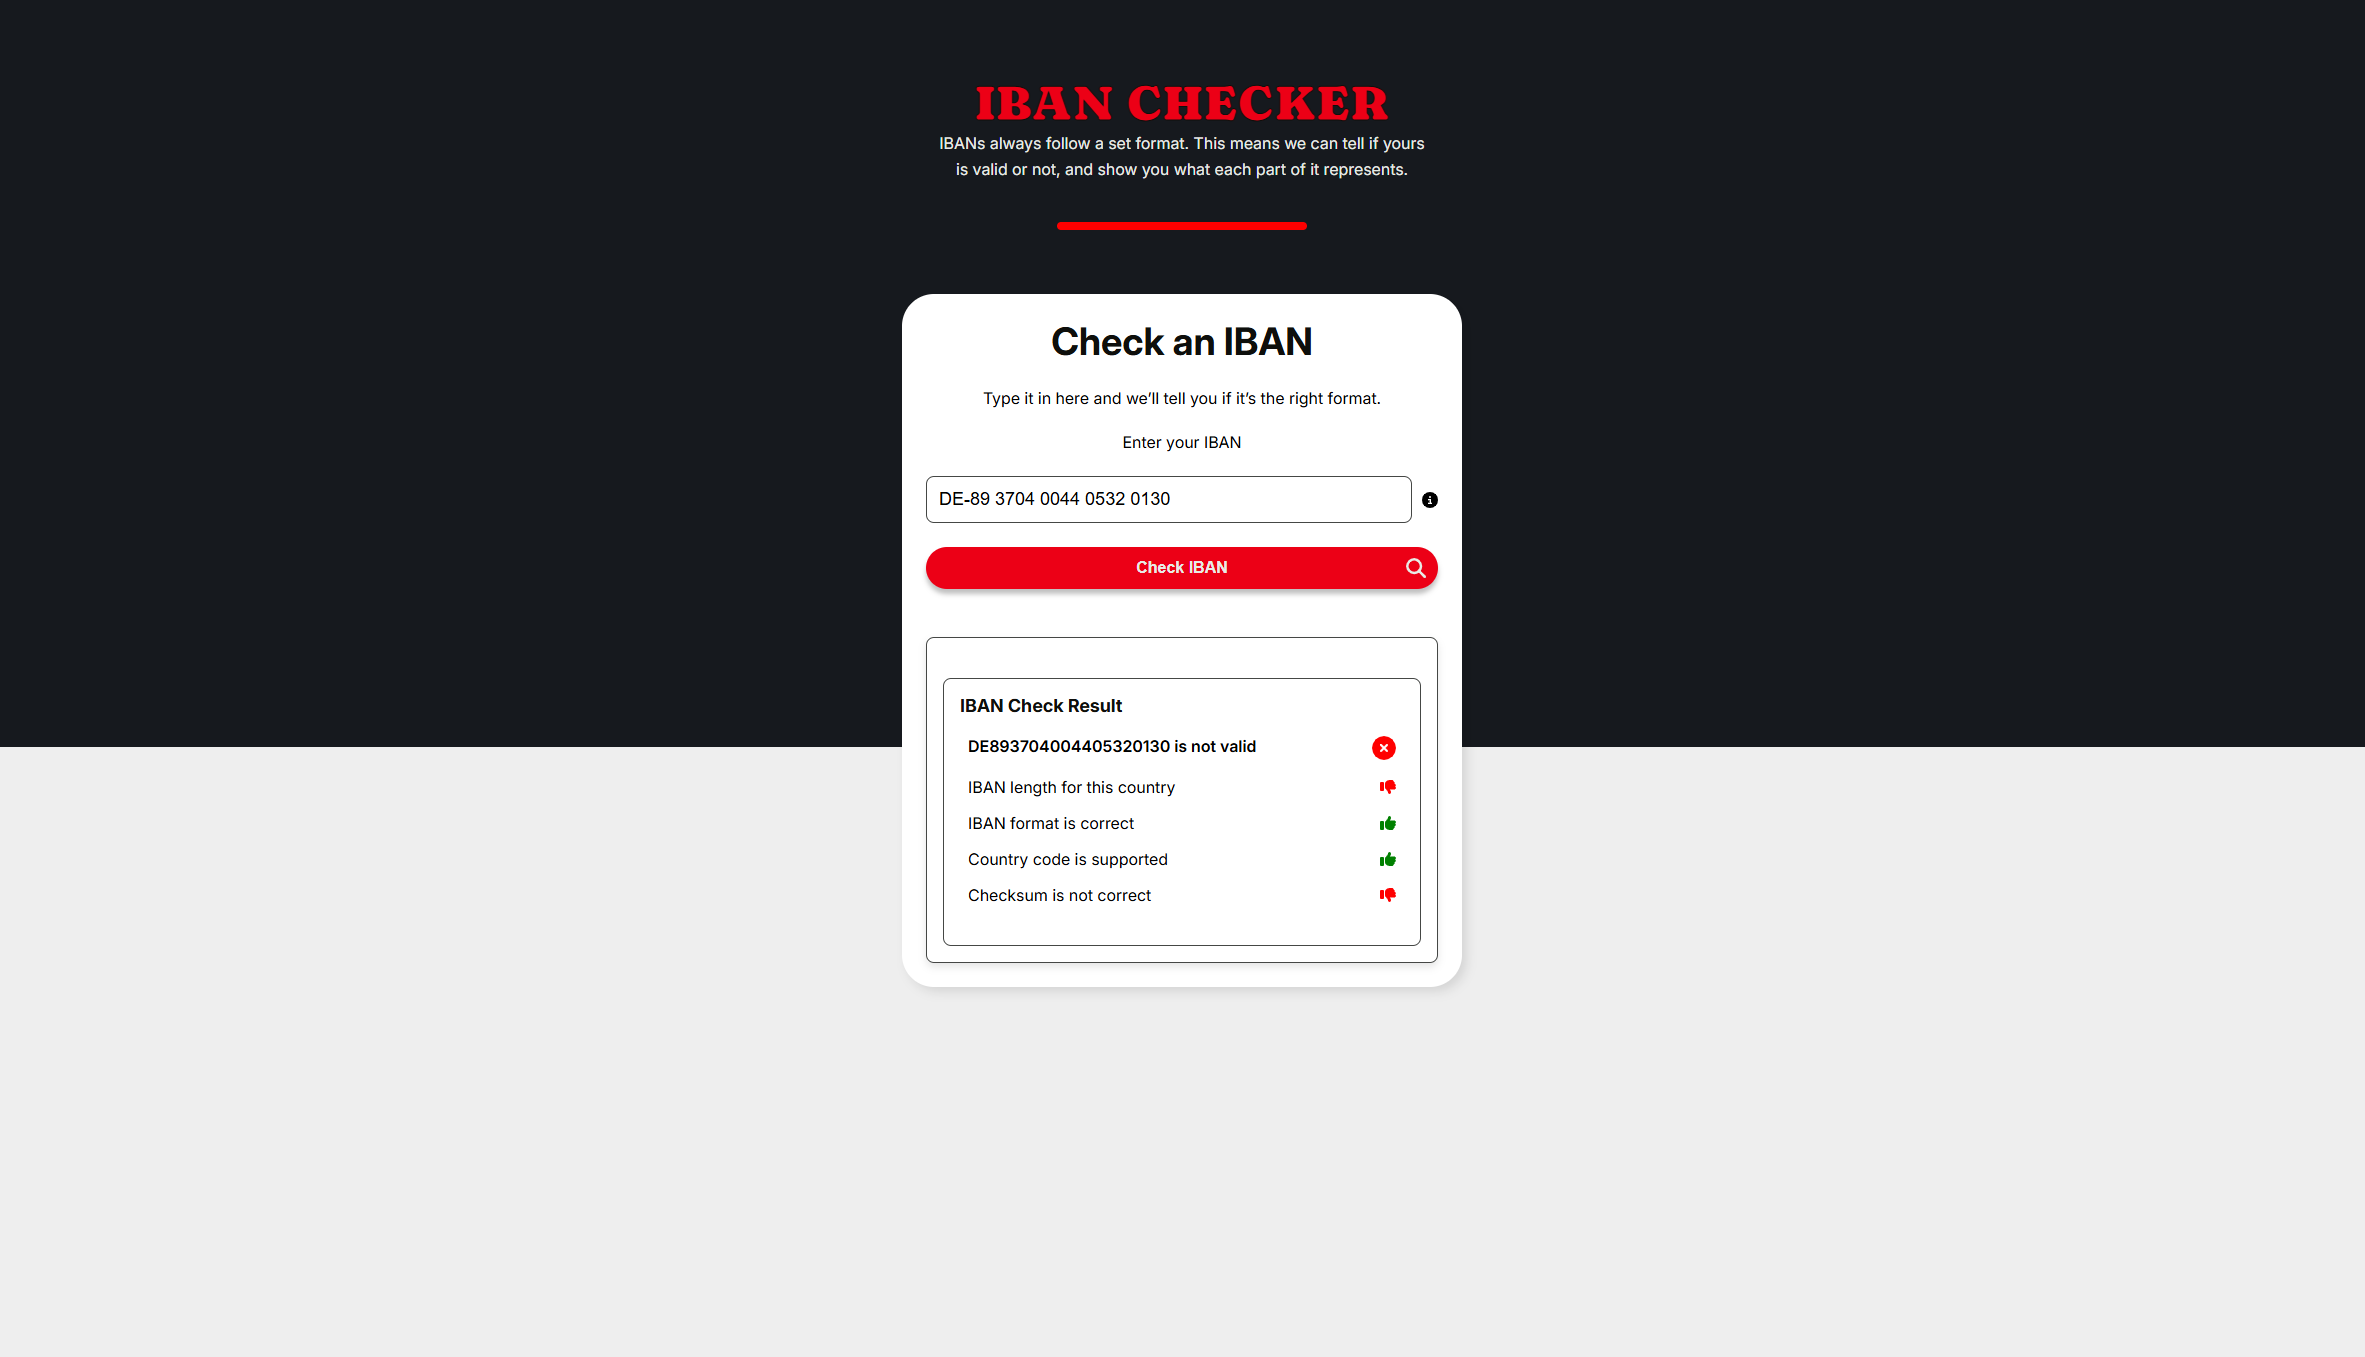 IBAN CHECKER
IBANs always follow a set format. This means we can tell if yours
is valid or not, and show you what each part of it represents.
Check an IBAN
Type it in here and we’ll tell you if it’s the right format.
Enter your IBAN
DE-89 3704 0044 0532 0130
Check IBAN
IBAN Check Result
DE893704004405320130 is not valid
IBAN length for this country
IBAN format is correct
Country code is supported
Checksum is not correct